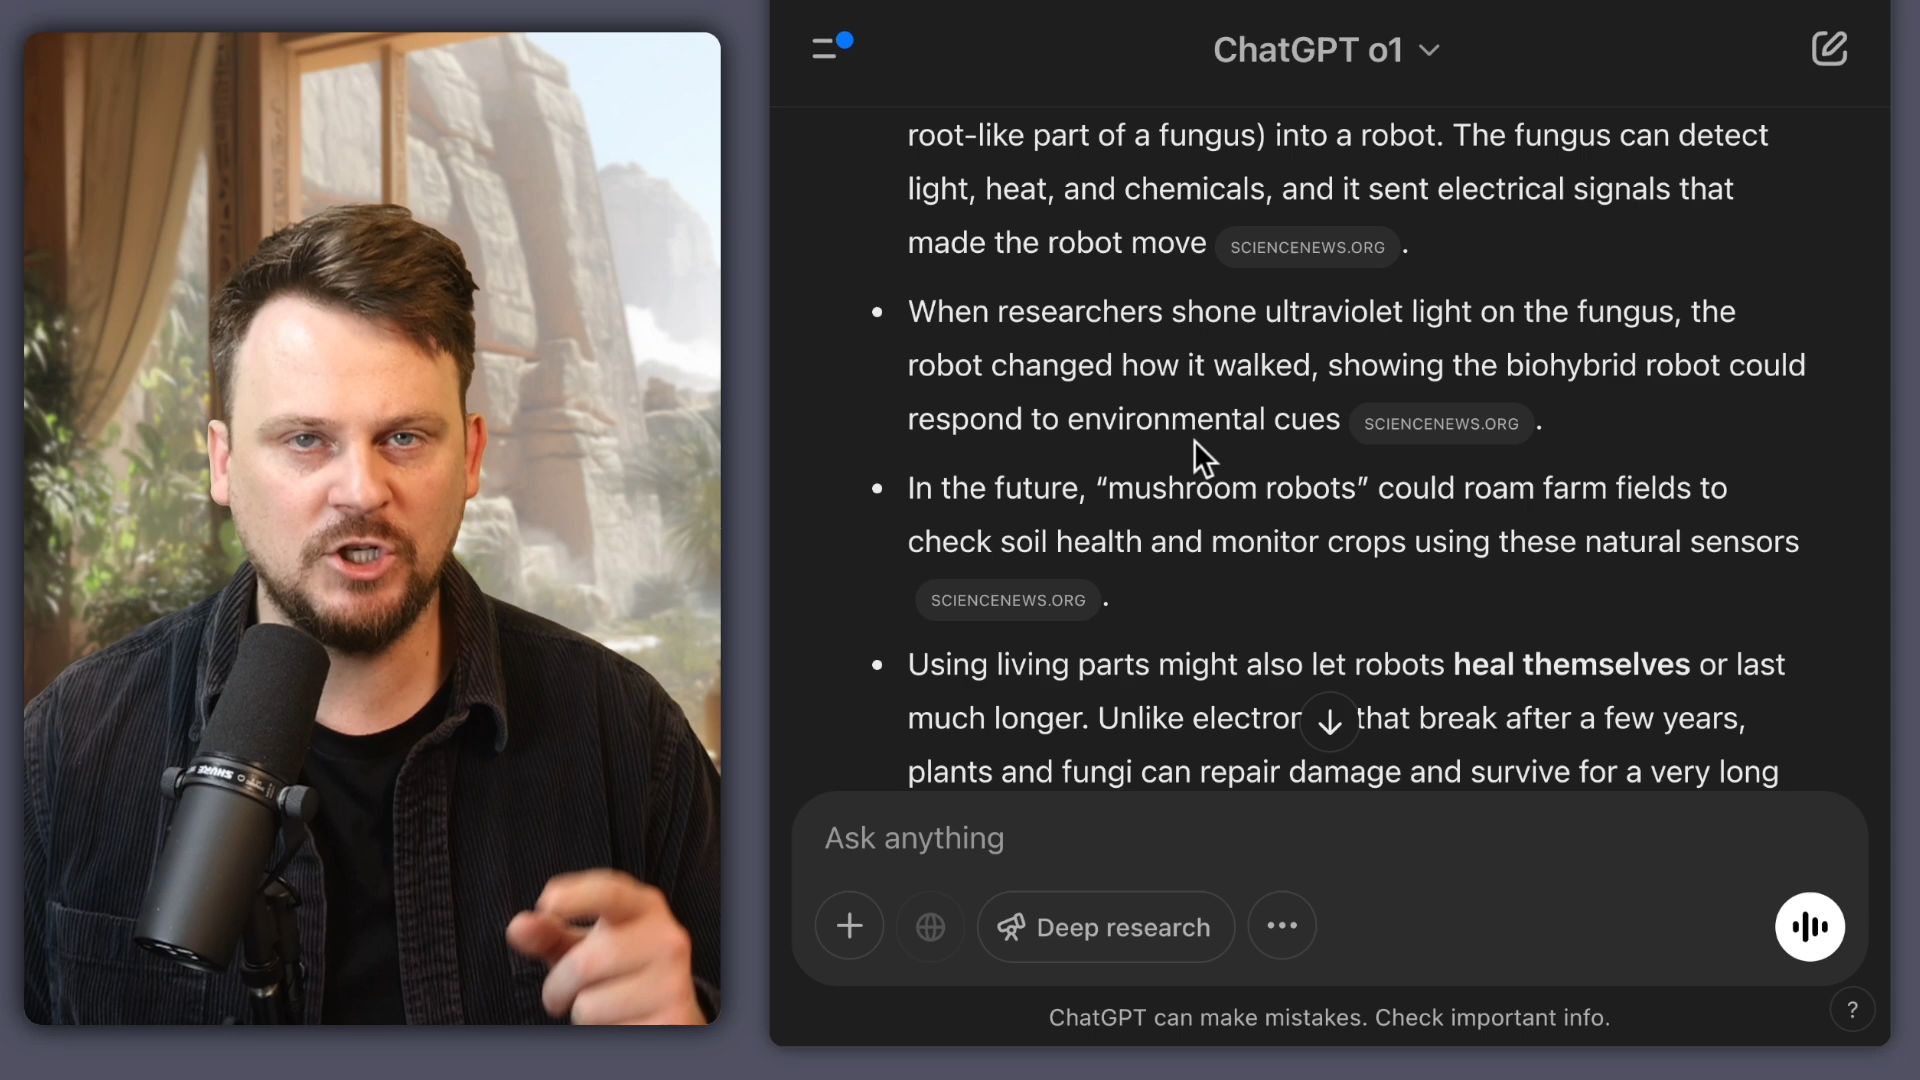 ChatGPT o1
root-like part of a fungus) into a robot. The fungus can detect
light, heat, and chemicals, and it sent electrical signals that
made the robot move SCIENCENEWS.ORG .
• When researchers shone ultraviolet light on the fungus, the
robot changed how it walked, showing the biohybrid robot could
respond to environmental cues SCIENCENEWS.ORG .
• In the future, “mushroom robots” could roam farm fields to
check soil health and monitor crops using these natural sensors
SCIENCENEWS.ORG .
• Using living parts might also let robots heal themselves or last
much longer. Unlike that break after a few years,
plants and fungi can repair damage and survive for a very long
Ask anything
Deep research
ChatGPT can make mistakes. Check important info.
?
SHURE